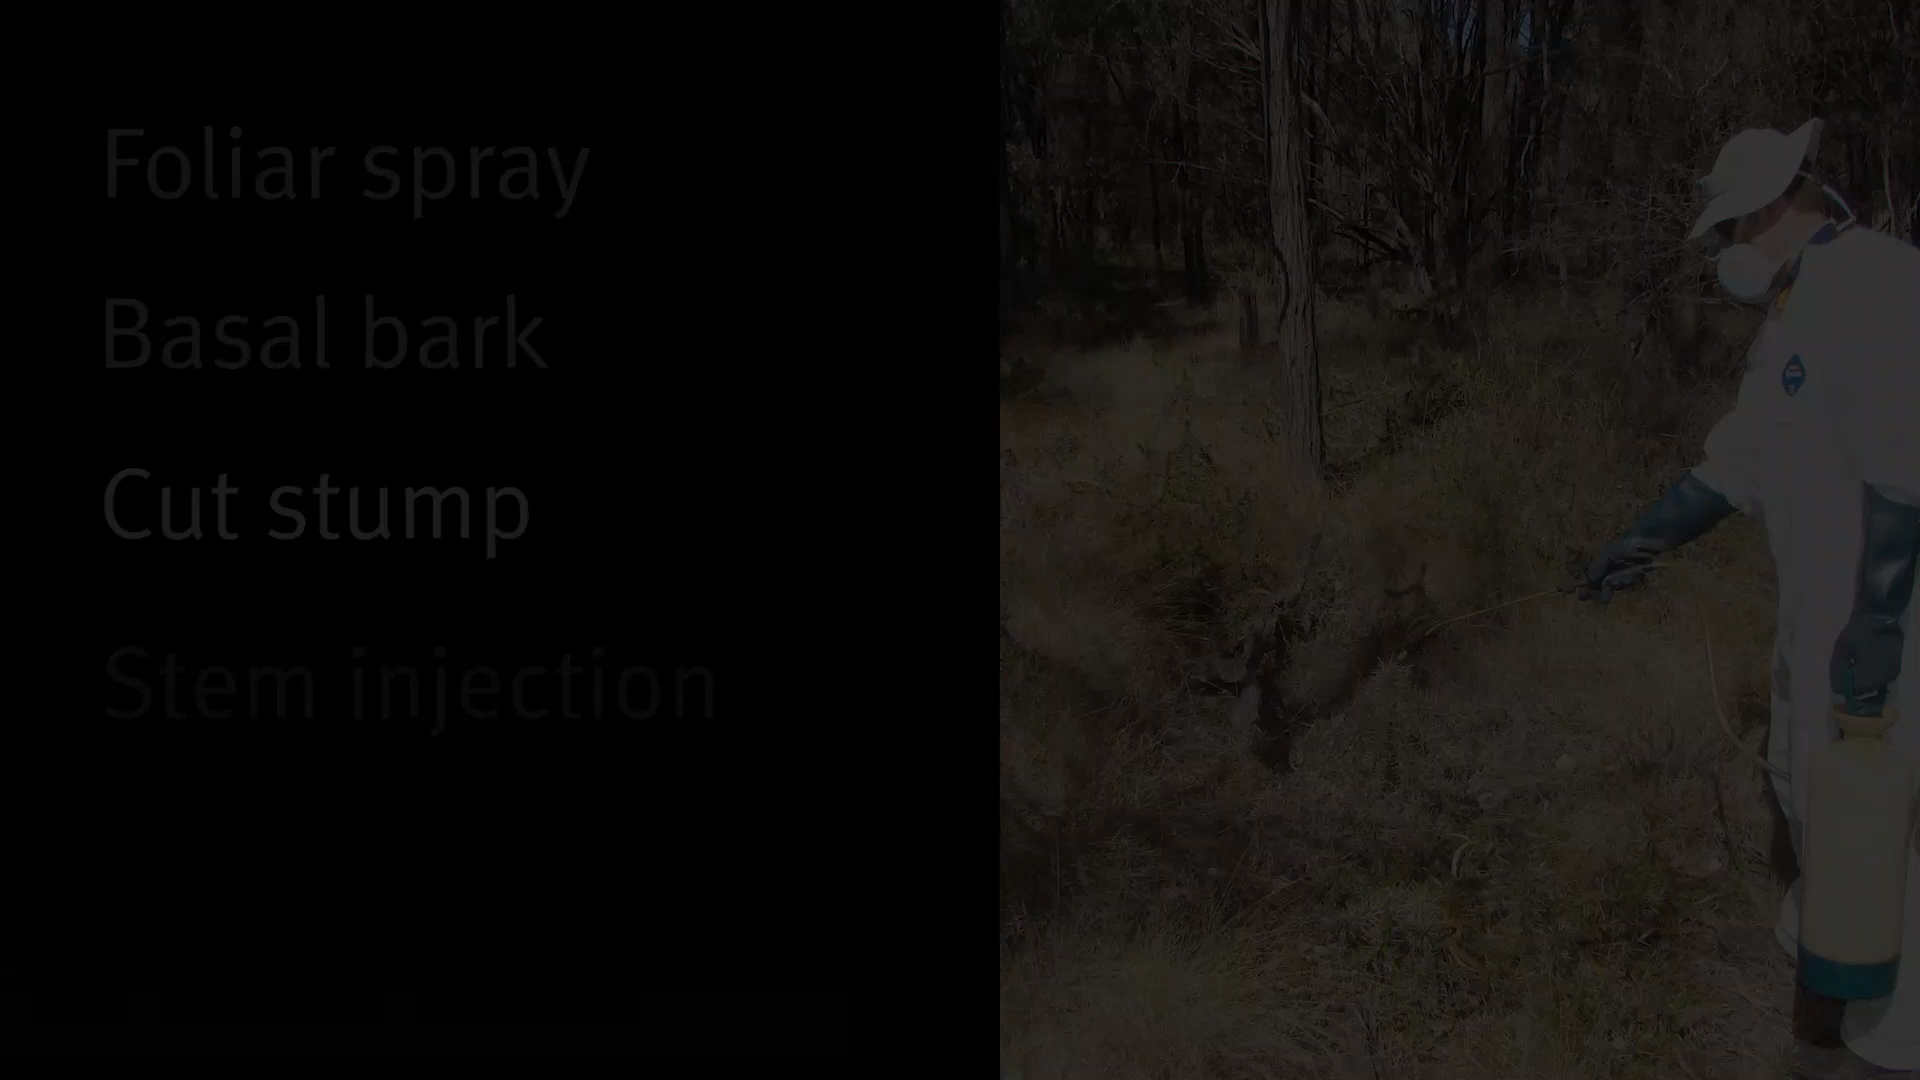 Foliar spray
Basal bark
Cut stump
Stem injection